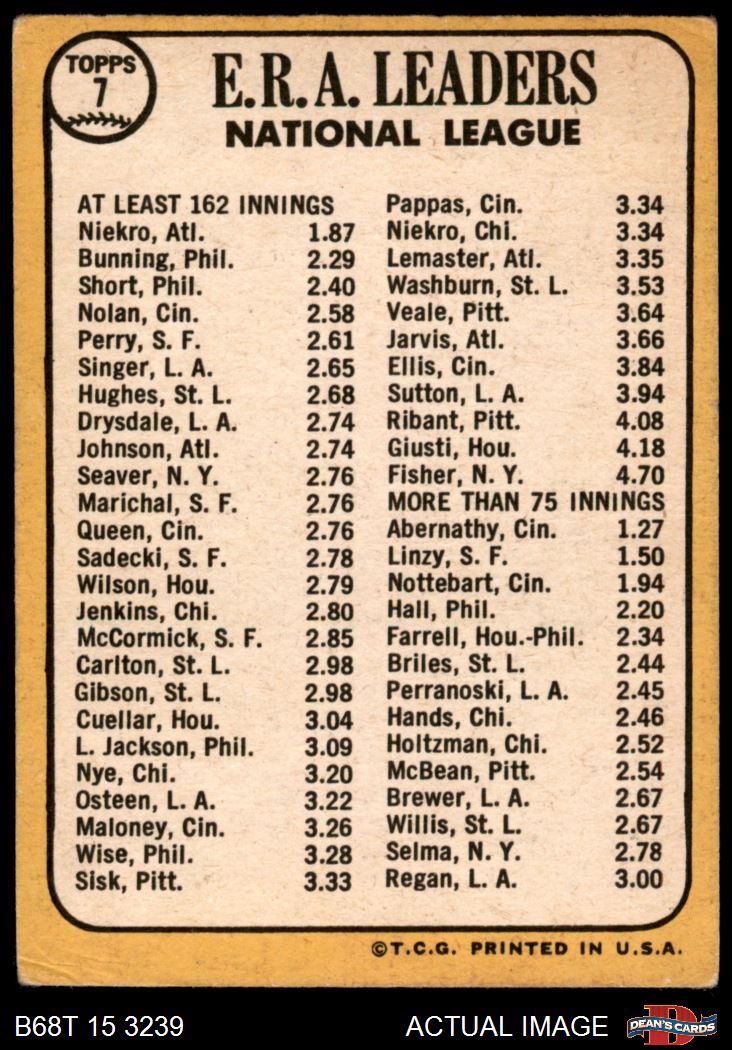 TOPPS
7
E.R.A. LEADERS
NATIONAL LEAGUE
AT LEAST 162 INNINGS
Niekro, Atl. 1.87
Bunning, Phil. 2.29
Short, Phil. 2.40
Nolan, Cin. 2.58
Perry, S. F. 2.61
Singer, L. A. 2.65
Hughes, St. L. 2.68
Drysdale, L. A. 2.74
Johnson, Atl. 2.74
Seaver, N. Y. 2.76
Marichal, S. F. 2.76
Queen, Cin. 2.76
Sadecki, S. F. 2.78
Wilson, Hou. 2.79
Jenkins, Chi. 2.80
McCormick, S. F. 2.85
Carlton, St. L. 2.98
Gibson, St. L. 2.98
Cuellar, Hou. 3.04
L. Jackson, Phil. 3.09
Nye, Chi. 3.20
Osteen, L. A. 3.22
Maloney, Cin. 3.26
Wise, Phil. 3.28
Sisk, Pitt. 3.33
Pappas, Cin. 3.34
Niekro, Chi. 3.34
Lemaster, Atl. 3.35
Washburn, St. L. 3.53
Veale, Pitt. 3.64
Jarvis, Atl. 3.66
Ellis, Cin. 3.84
Sutton, L. A. 3.94
Ribant, Pitt. 4.08
Giusti, Hou. 4.18
Fisher, N. Y. 4.70
MORE THAN 75 INNINGS
Abernathy, Cin. 1.27
Linzy, S. F. 1.50
Nottebart, Cin. 1.94
Hall, Phil. 2.20
Farrell, Hou.-Phil. 2.34
Briles, St. L. 2.44
Perranoski, L. A. 2.45
Hands, Chi. 2.46
Holtzman, Chi. 2.52
McBean, Pitt. 2.54
Brewer, L. A. 2.67
Willis, St. L. 2.67
Selma, N. Y. 2.78
Regan, L. A. 3.00
©T.C.G. PRINTED IN U.S.A.
B68T 15 3239
ACTUAL IMAGE
D
DEAN'S CARDS